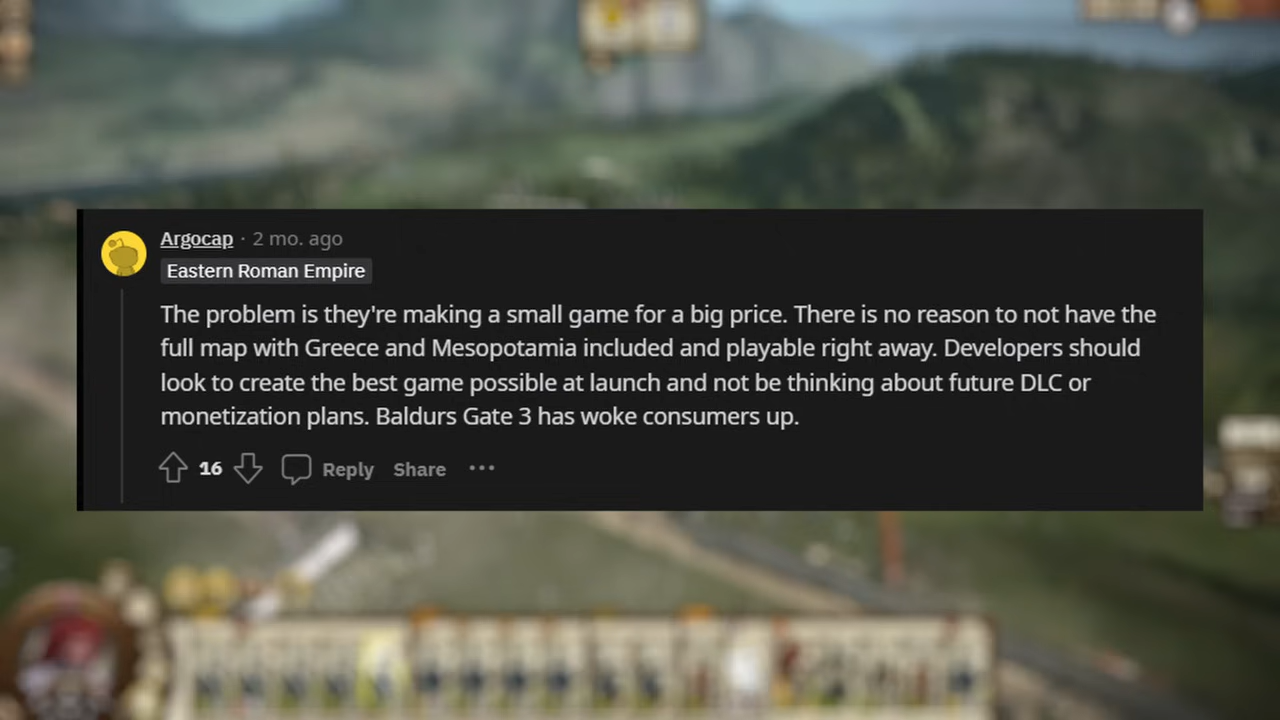 Argocap · 2 mo. ago
Eastern Roman Empire
The problem is they're making a small game for a big price. There is no reason to not have the
full map with Greece and Mesopotamia included and playable right away. Developers should
look to create the best game possible at launch and not be thinking about future DLC or
monetization plans. Baldurs Gate 3 has woke consumers up.
16 Reply Share ···